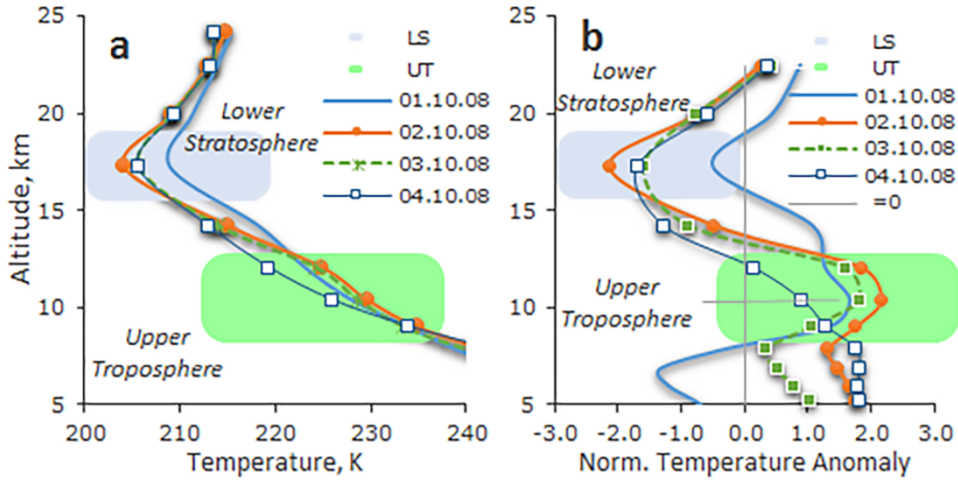 a
LS
UT
01.10.08
02.10.08
03.10.08
04.10.08
Lower
Stratosphere
Upper
Troposphere
25
20
15
10
5
Altitude, km
200 210 220 230 240
Temperature, K
b
LS
UT
01.10.08
02.10.08
03.10.08
04.10.08
=0
Lower
Stratosphere
Upper
Troposphere
25
20
15
10
5
-3.0 -2.0 -1.0 0.0 1.0 2.0 3.0
Norm. Temperature Anomaly